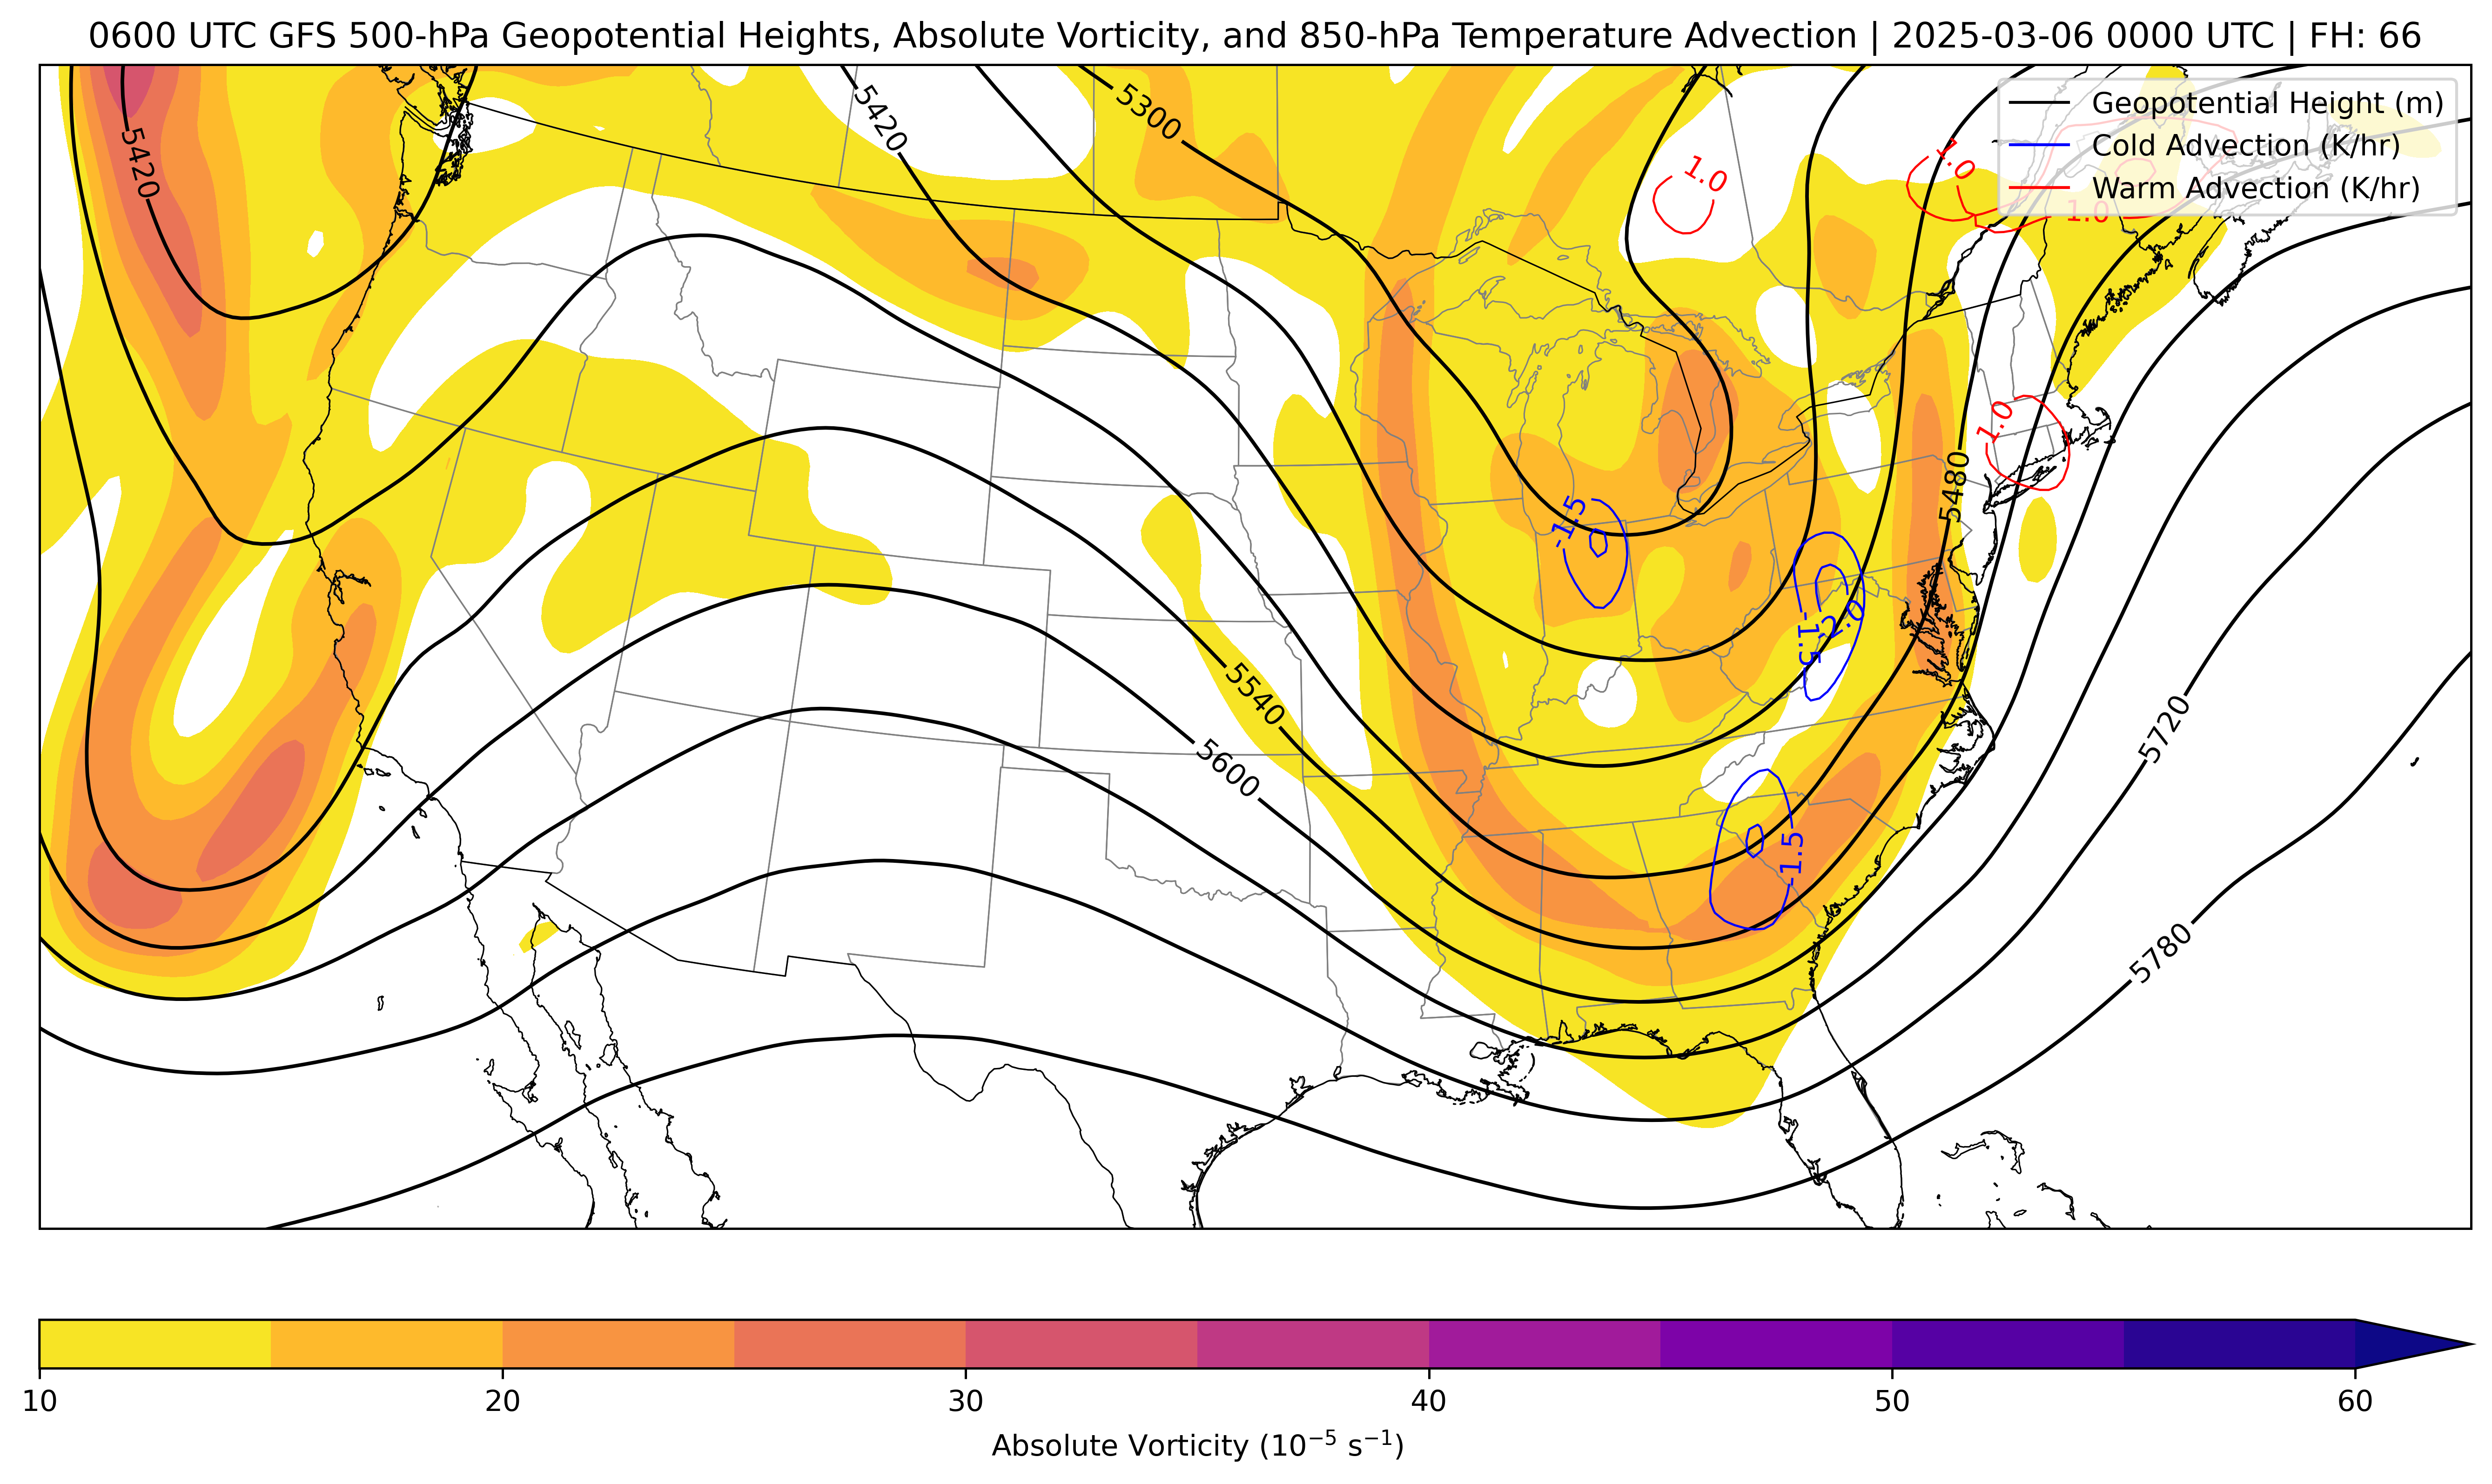 0600 UTC GFS 500-hPa Geopotential Heights, Absolute Vorticity, and 850-hPa Temperature Advection | 2025-03-06 0000 UTC | FH: 66
Geopotential Height (m)
Cold Advection (K/hr)
Warm Advection (K/hr)
5420
5420
5300
1.0
1.0
1.0
1.0
5480
-1.5
-1.5
-2.0
5540
5600
5720
-1.5
5780
10 20 30 40 50 60
Absolute Vorticity (10⁻⁵ s⁻¹)